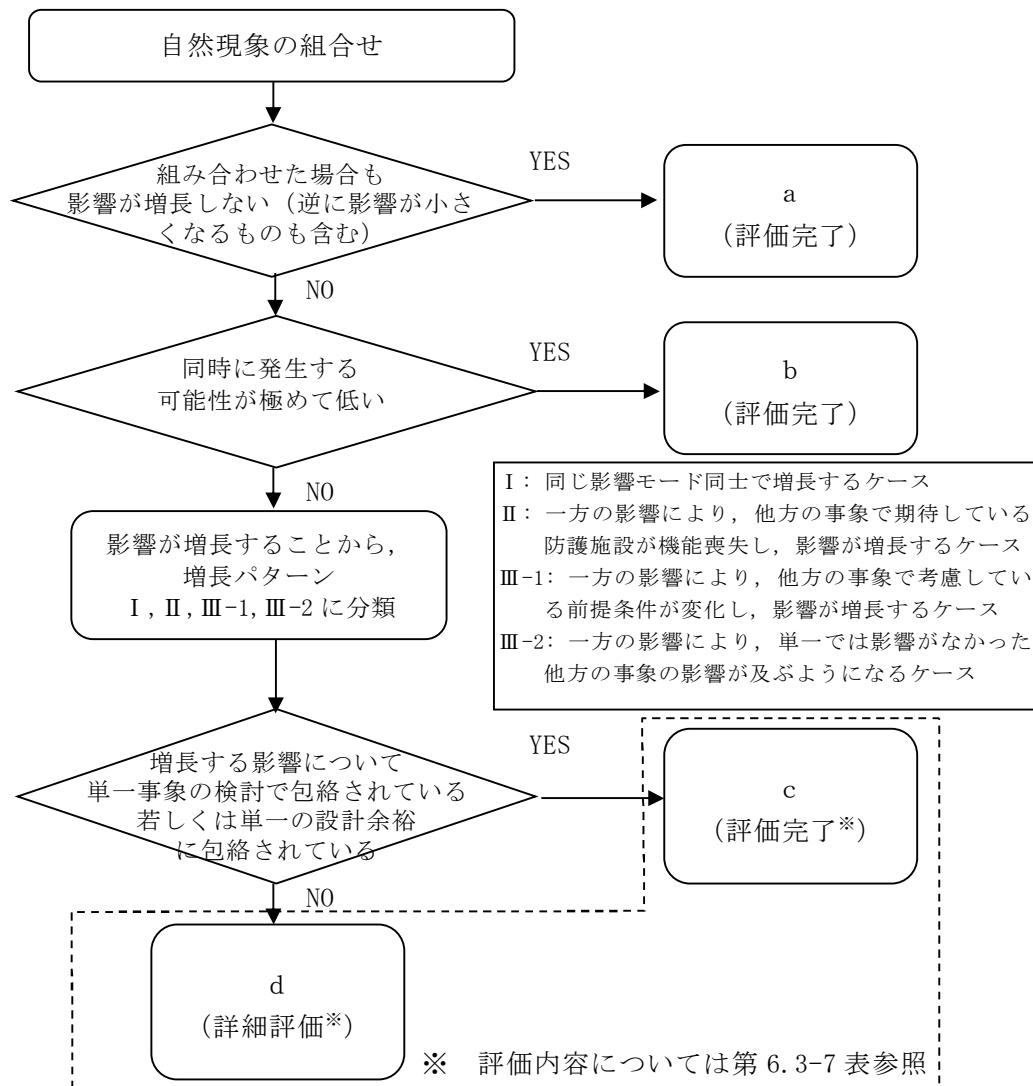 自然現象の組合せ
組み合わせた場合も
影響が増長しない（逆に影響が小さ
くなるものも含む）
YES
a
（評価完了）
NO
同時に発生する
可能性が極めて低い
YES
b
（評価完了）
NO
影響が増長することから，
増長パターン
Ⅰ，Ⅱ，Ⅲ-1，Ⅲ-2 に分類
Ⅰ： 同じ影響モード同士で増長するケース
Ⅱ： 一方の影響により，他方の事象で期待している
防護施設が機能喪失し，影響が増長するケース
Ⅲ-1： 一方の影響により，他方の事象で考慮してい
る前提条件が変化し，影響が増長するケース
Ⅲ-2： 一方の影響により，単一では影響がなかった
他方の事象の影響が及ぶようになるケース
増長する影響について
単一事象の検討で包絡されている
若しくは単一の設計余裕
に包絡されている
YES
c
（評価完了※）
NO
d
（詳細評価※）
※　評価内容については第 6.3-7 表参照